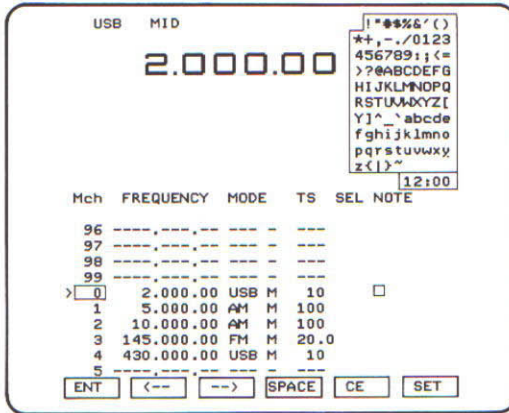 USB MID
2.000.00
!"#$%&'()
*+,-./0123
456789:;<=
>?@ABCDEFG
HIJKLMNOPQ
RSTUVWXYZ[
Y]^_`abcde
fghijklmno
pqrstuvwxy
z{|}~
12:00
Mch FREQUENCY MODE TS SEL NOTE
96 ----.---.-- --- - ---
97 ----.---.-- --- - ---
98 ----.---.-- --- - ---
99 ----.---.-- --- - ---
>0 2.000.00 USB M 10 □
1 5.000.00 AM M 100
2 10.000.00 AM M 100
3 145.000.00 FM M 20.0
4 430.000.00 USB M 10
5 ----.---.-- --- - ---
ENT <-- --> SPACE CE SET